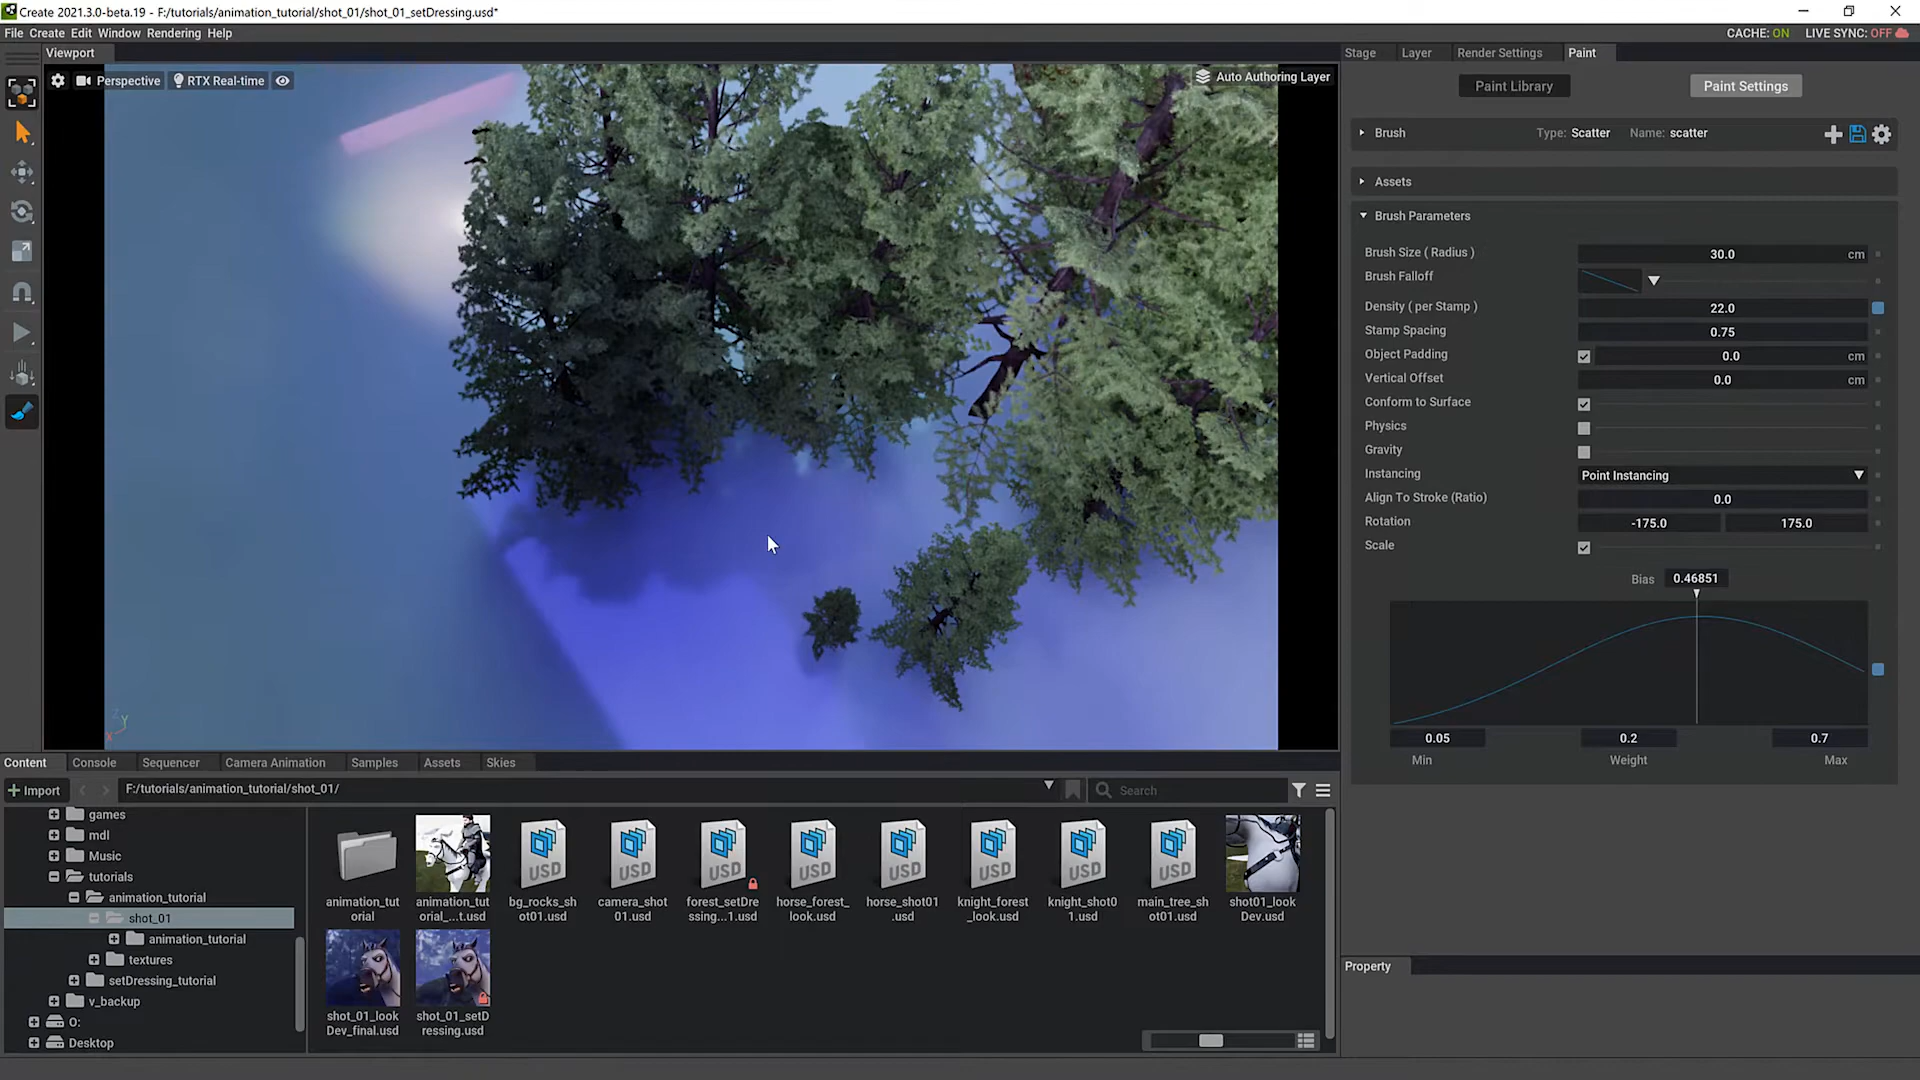 Create 2021.3.0-beta.19 - F:/tutorials/animation_tutorial/shot_01/shot_01_setDressing.usd*
File Create Edit Window Rendering Help
CACHE: ON LIVE SYNC: OFF
Viewport
Stage Layer Render Settings Paint
Perspective RTX Real-time
Auto Authoring Layer
Paint Library Paint Settings
Brush Type: Scatter Name: scatter
Assets
Brush Parameters
Brush Size ( Radius ) 30.0 cm
Brush Falloff
Density ( per Stamp ) 22.0
Stamp Spacing 0.75
Object Padding 0.0 cm
Vertical Offset 0.0 cm
Conform to Surface
Physics
Gravity
Instancing Point Instancing
Align To Stroke (Ratio) 0.0
Rotation -175.0 175.0
Scale
Bias 0.46851
0.05 0.2 0.7
Min Weight Max
Z Y
X
Content Console Sequencer Camera Animation Samples Assets Skies
Import F:/tutorials/animation_tutorial/shot_01/ Search
games
mdl
Music
tutorials
animation_tutorial
shot_01
animation_tutorial
textures
setDressing_tutorial
v_backup
O:
Desktop
USD USD USD USD USD USD USD
animation_tut
orial
animation_tut
orial_...t.usd
bg_rocks_sh
ot01.usd
camera_shot
01.usd
forest_setDre
ssing...1.usd
horse_forest_
look.usd
horse_shot01
.usd
knight_forest
_look.usd
knight_shot0
1.usd
main_tree_sh
ot01.usd
shot01_look
Dev.usd
shot_01_look
Dev_final.usd
shot_01_setD
ressing.usd
Property